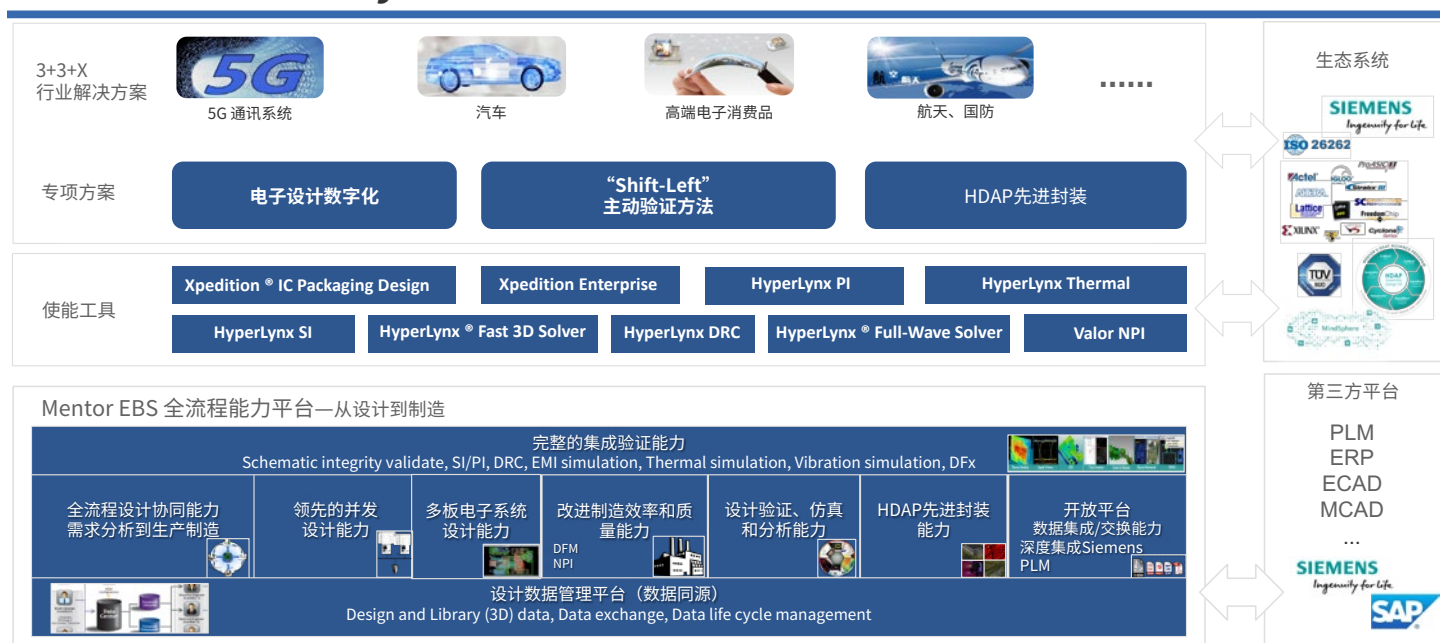 3+3+X
行业解决方案
5G
5G 通讯系统
汽车
高端电子消费品
航 航天
航天、国防
......
专项方案
电子设计数字化
“Shift-Left”
主动验证方法
HDAP先进封装
使能工具
Xpedition ® IC Packaging Design
Xpedition Enterprise
HyperLynx PI
HyperLynx Thermal
HyperLynx SI
HyperLynx ® Fast 3D Solver
HyperLynx DRC
HyperLynx ® Full-Wave Solver
Valor NPI
Mentor EBS 全流程能力平台—从设计到制造
完整的集成验证能力
Schematic integrity validate, SI/PI, DRC, EMI simulation, Thermal simulation, Vibration simulation, DFx
全流程设计协同能力
需求分析到生产制造
领先的并发
设计能力
多板电子系统
设计能力
改进制造效率和质
量能力
DFM
NPI
设计验证、仿真
和分析能力
HDAP先进封装
能力
开放平台
数据集成/交换能力
深度集成Siemens
PLM
设计数据管理平台（数据同源）
Design and Library (3D) data, Data exchange, Data life cycle management
生态系统
SIEMENS
Ingenuity for life
ISO 26262
ProASIC
Actel
IGLOO
Lattice
FreedomChip
XILINX
Cyclone
TÜV
SÜD
HDAP
MindSphere
第三方平台
PLM
ERP
ECAD
MCAD
...
SIEMENS
Ingenuity for life
SAP